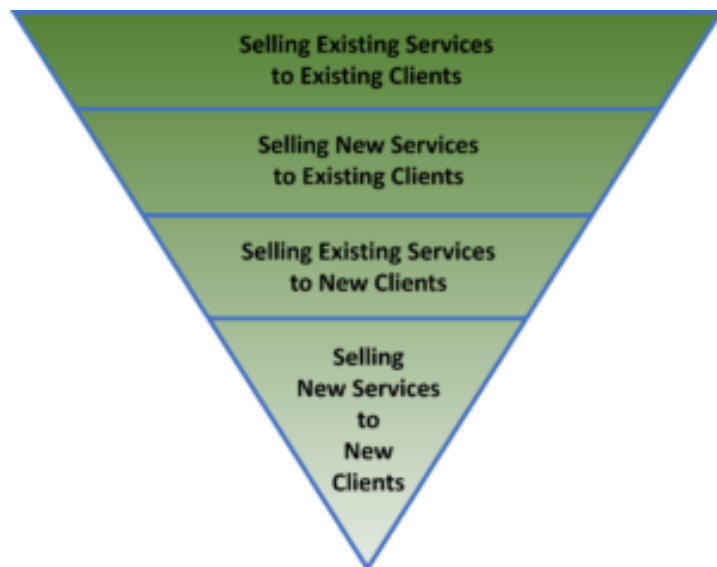 Selling Existing Services
to Existing Clients
Selling New Services
to Existing Clients
Selling Existing Services
to New Clients
Selling
New Services
to
New
Clients